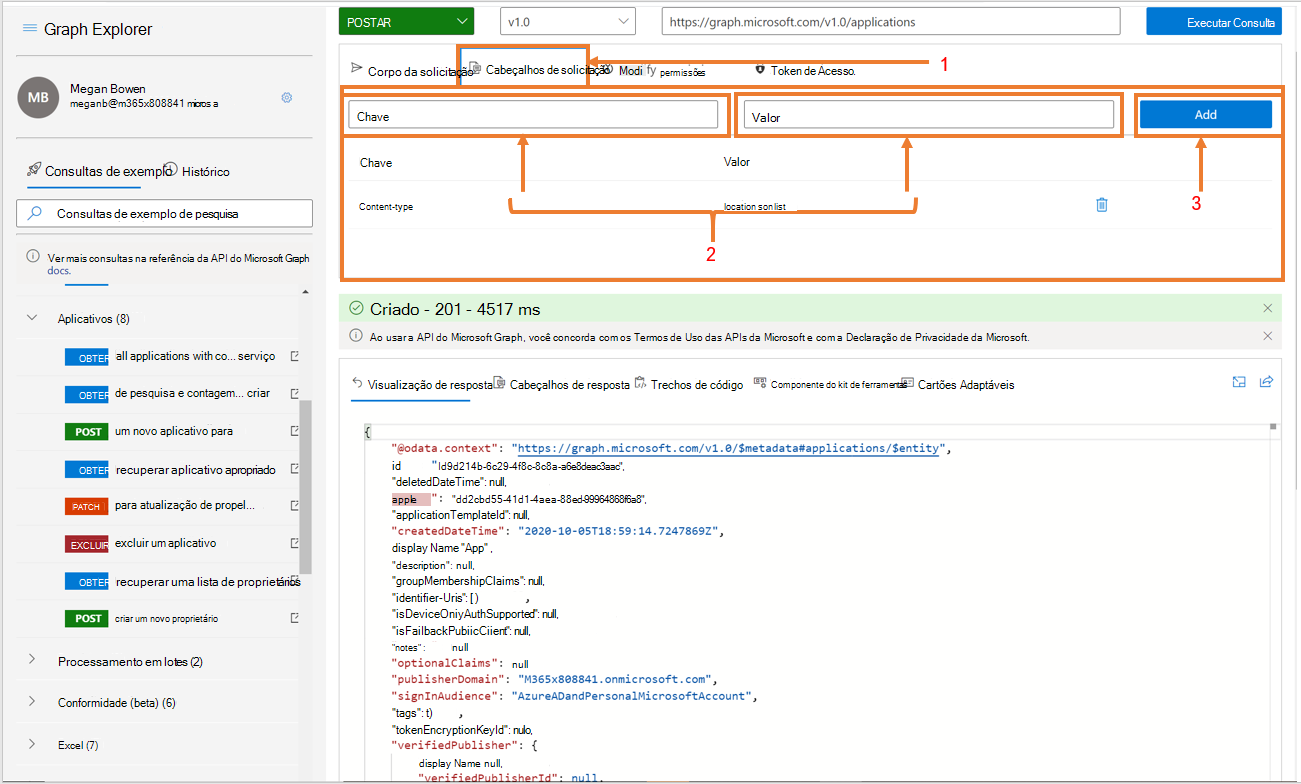 Graph Explorer
POSTAR
v1.0
https://graph.microsoft.com/v1.0/applications
Executar Consulta
MB
Megan Bowen
meganb@m365x808841 micros a
Corpo da solicitação
Cabeçalhos de solicitação
Modify permissões
Token de Acesso.
1
Chave
Valor
Add
Chave
Valor
Content-type
location sonlist
2
3
Consultas de exemplo
Histórico
Consultas de exemplo de pesquisa
Ver mais consultas na referência da API do Microsoft Graph
docs.
Aplicativos (8)
OBTER all applications with co... serviço
OBTER de pesquisa e contagem... criar
POST um novo aplicativo para
OBTER recuperar aplicativo apropriado
PATCH para atualização de propel...
EXCLUIR excluir um aplicativo
OBTER recuperar uma lista de proprietários
POST criar um novo proprietário
Processamento em lotes (2)
Conformidade (beta) (6)
Excel (7)
Criado - 201 - 4517 ms
Ao usar a API do Microsoft Graph, você concorda com os Termos de Uso das APIs da Microsoft e com a Declaração de Privacidade da Microsoft.
Visualização de resposta
Cabeçalhos de resposta
Trechos de código
Componente do kit de ferramentas
Cartões Adaptáveis
{
"@odata.context": "https://graph.microsoft.com/v1.0/$metadata#applications/$entity",
id "ld9d214b-6c29-4f8c-8c8a-a6e8deac3aac",
"deletedDateTime": null,
apple ": "dd2cbd55-41d1-4aea-88ed-99964868f6a8",
"applicationTemplateId": null,
"createdDateTime": "2020-10-05T18:59:14.7247869Z",
display Name "App" ,
"description": null,
"groupMembershipClaims": null,
"identifier-Uris": [ ) ,
"isDeviceOniyAuthSupported": null,
"isFailbackPubiicCiient": null,
"notes" : null
"optionalClaims": null
"publisherDomain": "M365x808841.onmicrosoft.com",
"signInAudience": "AzureADandPersonalMicrosoftAccount",
"tags": t) ,
"tokenEncryptionKeyId": nulo,
"verifiedPublisher": {
display Name null,
"verifiedPublisherId": null,